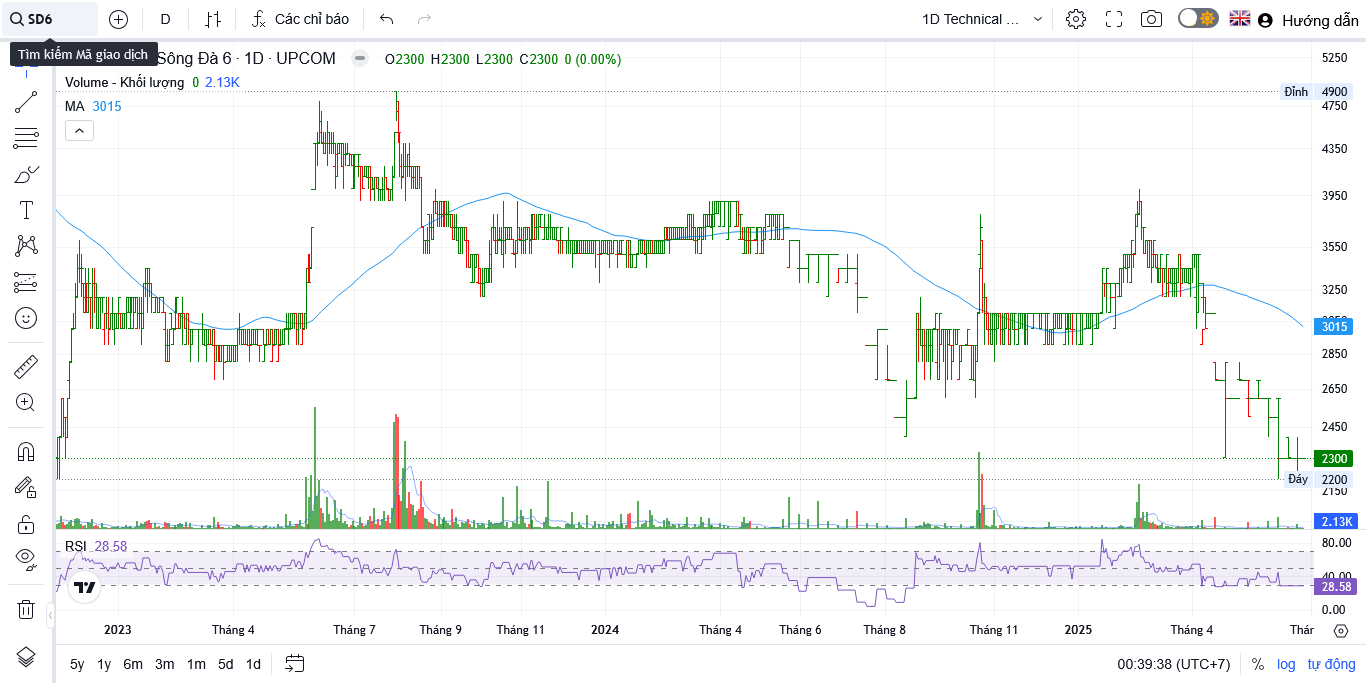 SD6
D
Các chỉ báo
1D Technical ...
Hướng dẫn
Tìm kiếm Mã giao dịch
Sông Đà 6 · 1D · UPCOM
O2300 H2300 L2300 C2300 0 (0.00%)
Volume - Khối lượng 0 2.13K
MA 3015
5250
Đỉnh 4900
4750
4350
3950
3550
3250
3015
2850
2650
2450
2300
Đáy 2200
2150
2.13K
RSI 28.58
80.00
40.00
28.58
0.00
2023 Tháng 4 Tháng 7 Tháng 9 Tháng 11 2024 Tháng 4 Tháng 6 Tháng 8 Tháng 11 2025 Tháng 4 Thár
5y 1y 6m 3m 1m 5d 1d
00:39:38 (UTC+7) % log tự động